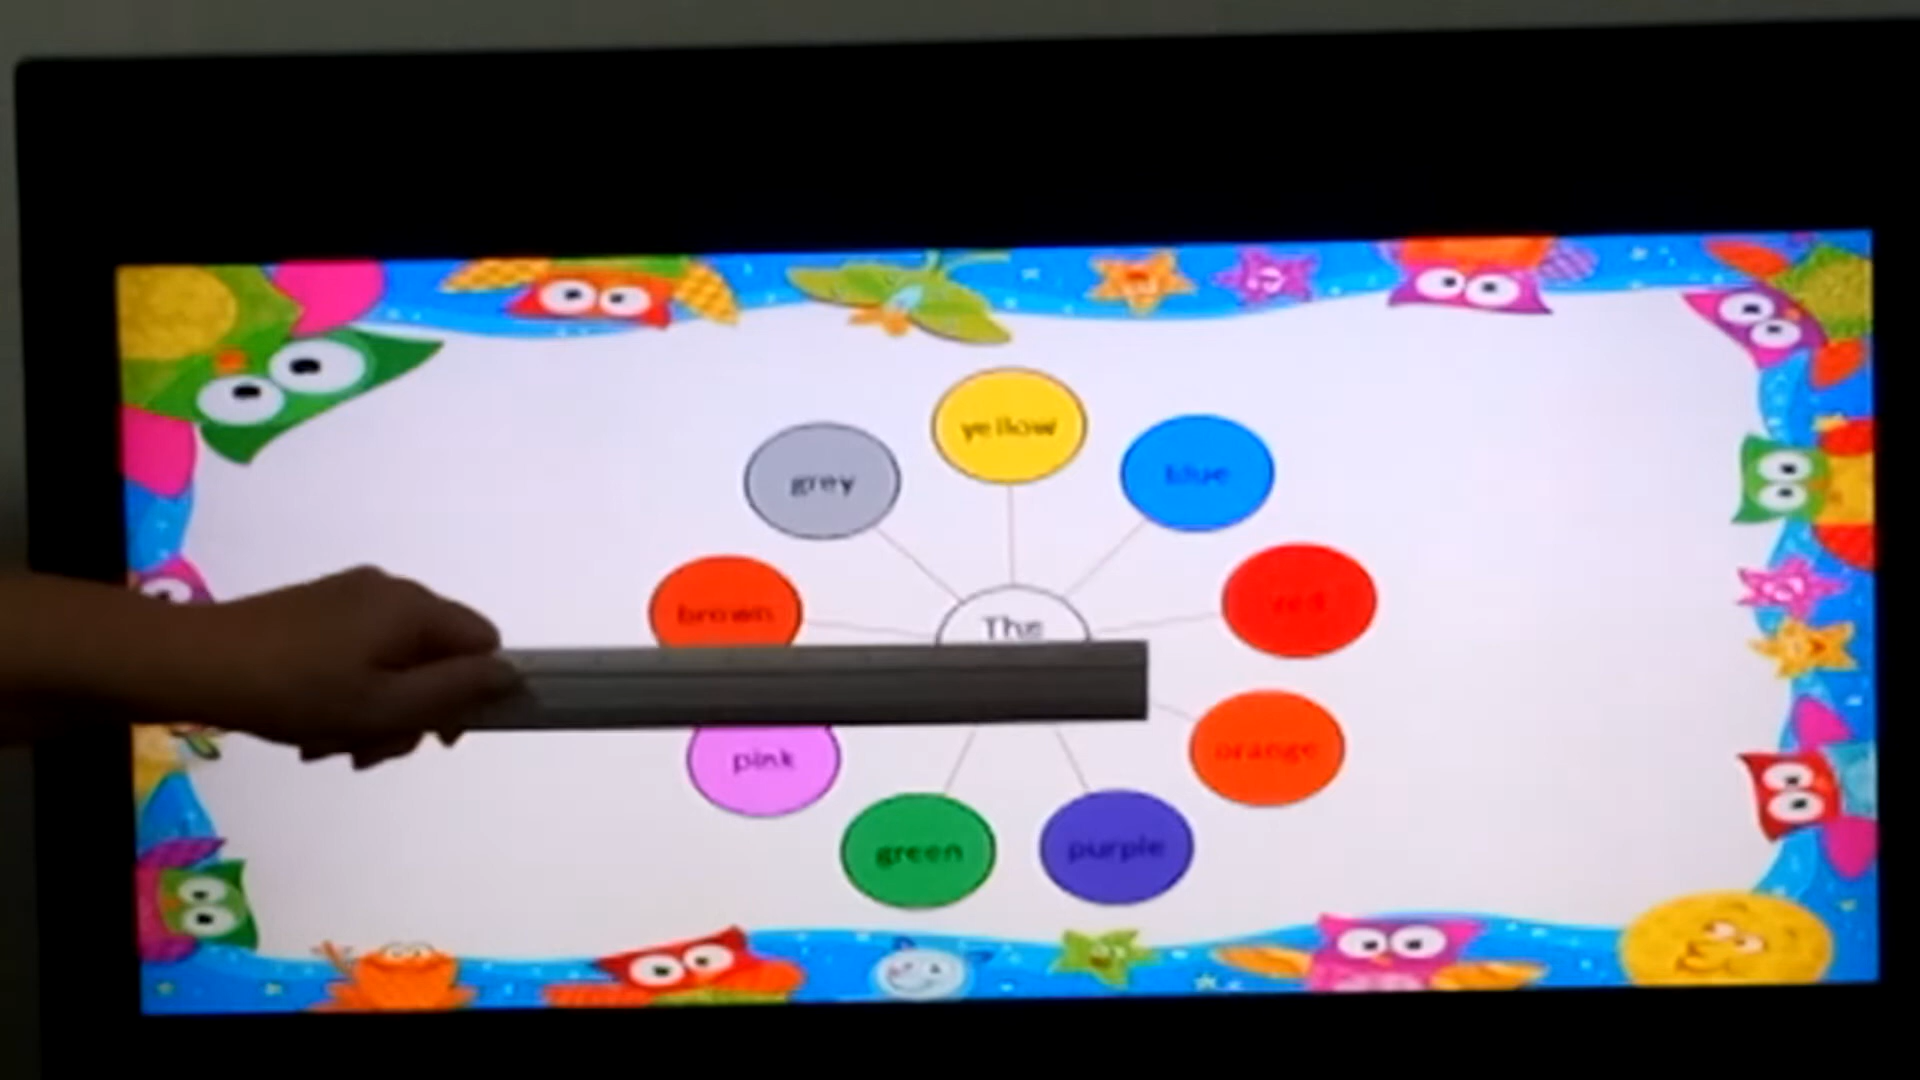 yellow
grey
blue
red
brown
The
orange
pink
purple
green